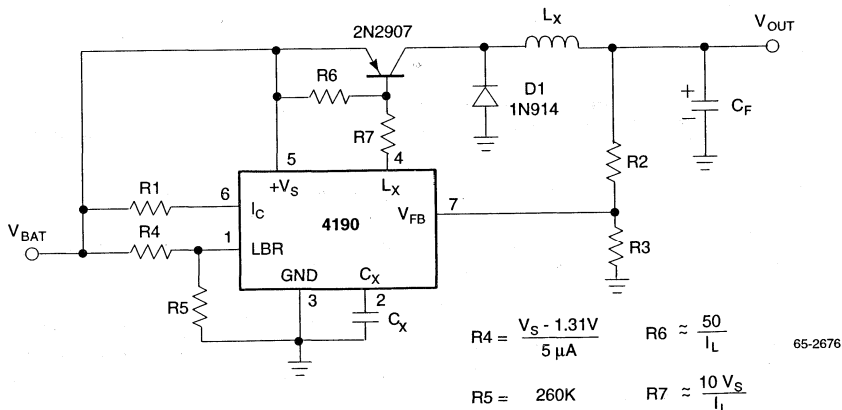 2N2907
LX
VOUT
R6
D1
1N914
+
−
CF
R7
5
4
R2
R1
6
+VS
LX
IC
4190
VFB
7
VBAT
R4
1
LBR
R3
R5
GND
CX
3
2
CX
R4 = VS - 1.31V / 5 µA
R6 ≈ 50 / IL
65-2676
R5 = 260K
R7 ≈ 10 VS / IL